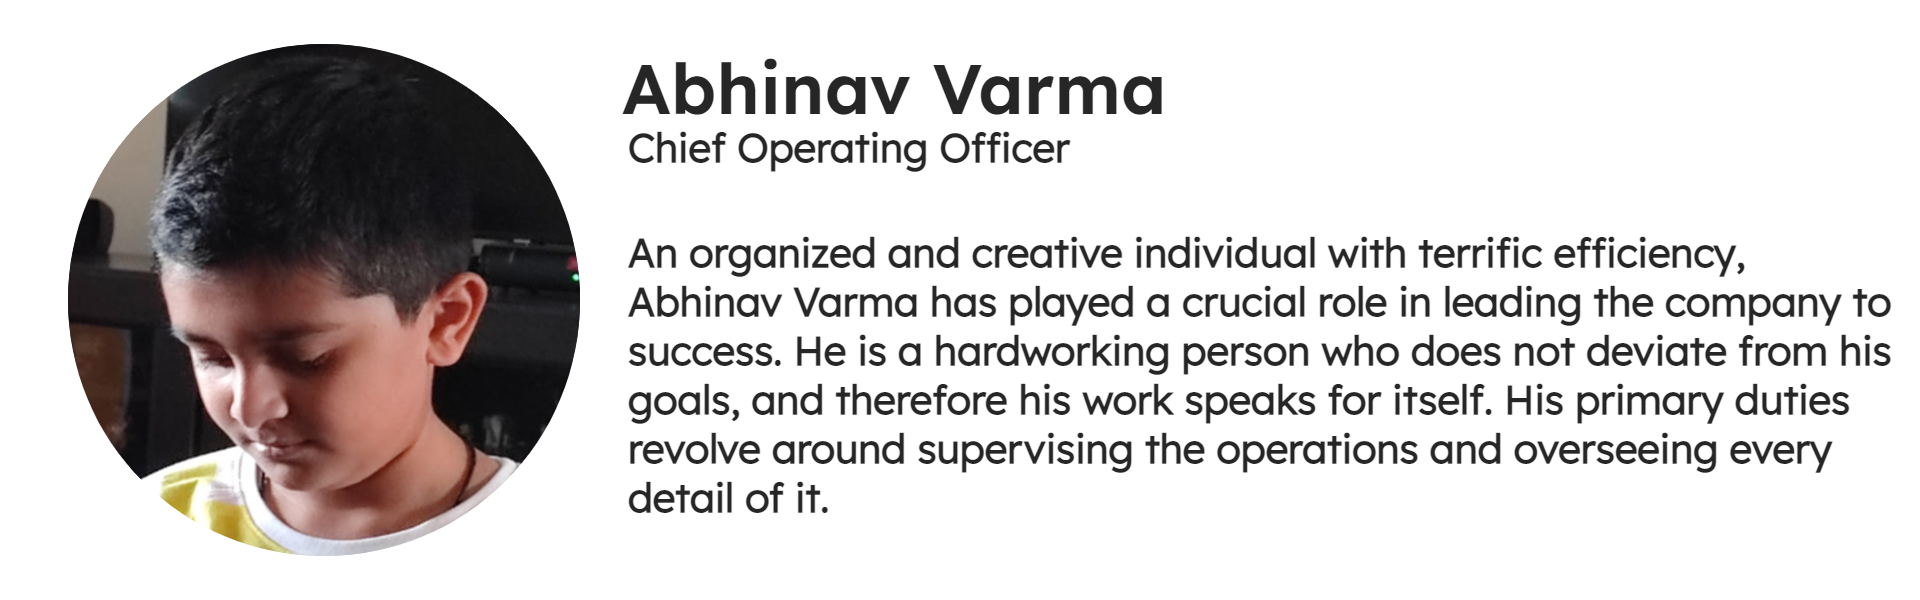 Abhinav Varma
Chief Operating Officer
An organized and creative individual with terrific efficiency,
Abhinav Varma has played a crucial role in leading the company to
success. He is a hardworking person who does not deviate from his
goals, and therefore his work speaks for itself. His primary duties
revolve around supervising the operations and overseeing every
detail of it.